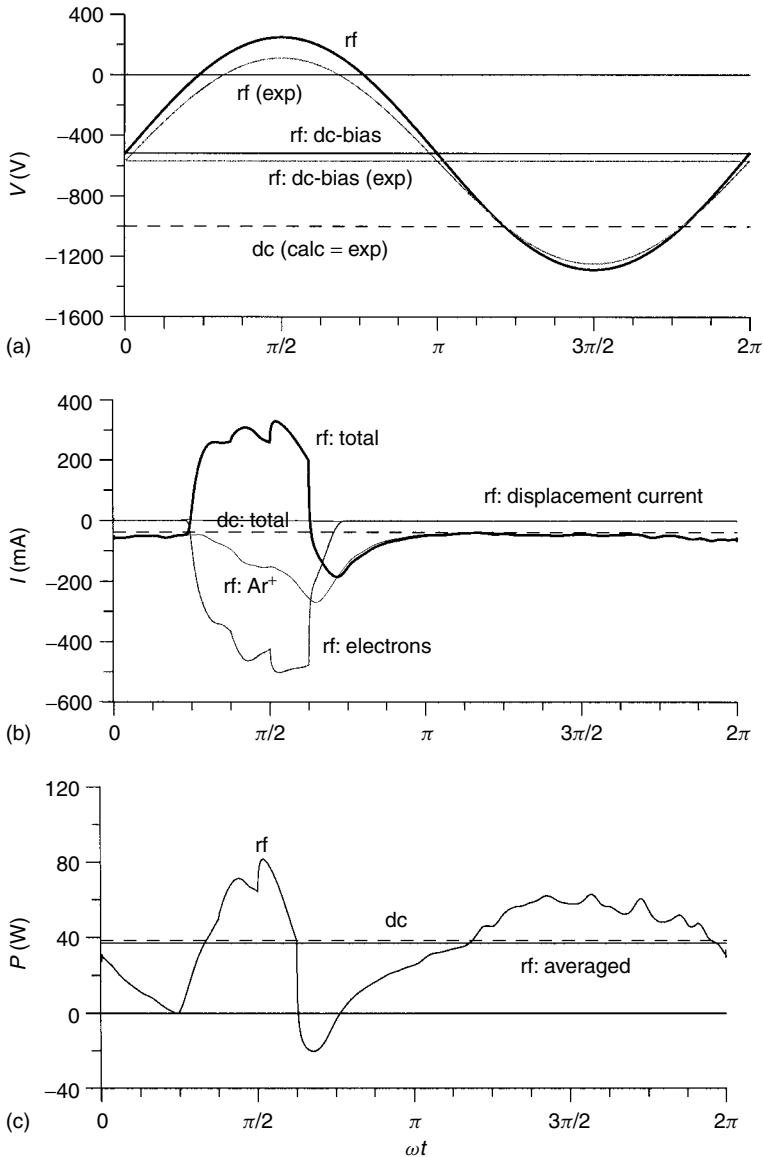 400
0
−400
−800
−1200
−1600
V (V)
rf
rf (exp)
rf: dc-bias
rf: dc-bias (exp)
dc (calc = exp)
(a)
0
π/2
π
3π/2
2π
400
200
0
−200
−400
−600
I (mA)
rf: total
rf: displacement current
dc: total
rf: Ar⁺
rf: electrons
(b)
0
π/2
π
3π/2
2π
120
80
40
0
−40
P (W)
rf
dc
rf: averaged
(c)
0
π/2
π
3π/2
2π
ωt